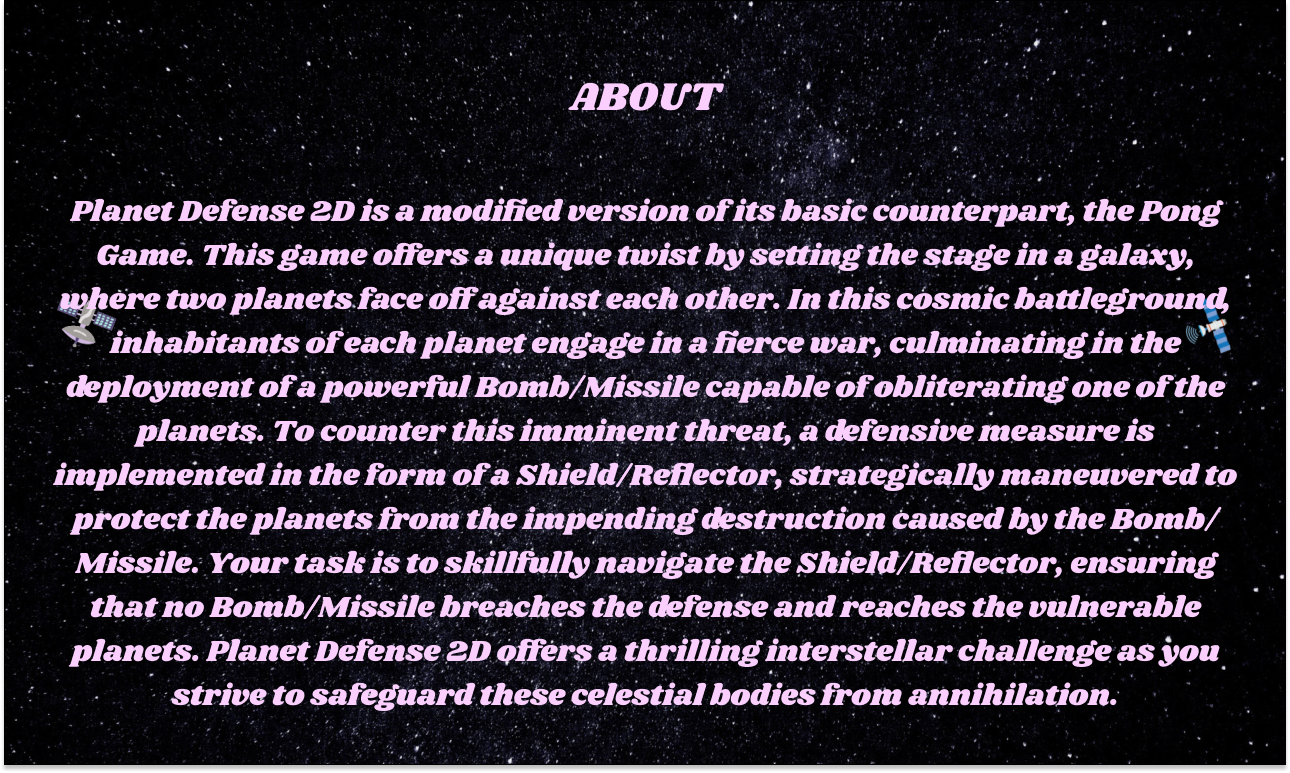 ABOUT
Planet Defense 2D is a modified version of its basic counterpart, the Pong
Game. This game offers a unique twist by setting the stage in a galaxy,
where two planets face off against each other. In this cosmic battleground,
inhabitants of each planet engage in a fierce war, culminating in the
deployment of a powerful Bomb/Missile capable of obliterating one of the
planets. To counter this imminent threat, a defensive measure is
implemented in the form of a Shield/Reflector, strategically maneuvered to
protect the planets from the impending destruction caused by the Bomb/
Missile. Your task is to skillfully navigate the Shield/Reflector, ensuring
that no Bomb/Missile breaches the defense and reaches the vulnerable
planets. Planet Defense 2D offers a thrilling interstellar challenge as you
strive to safeguard these celestial bodies from annihilation.